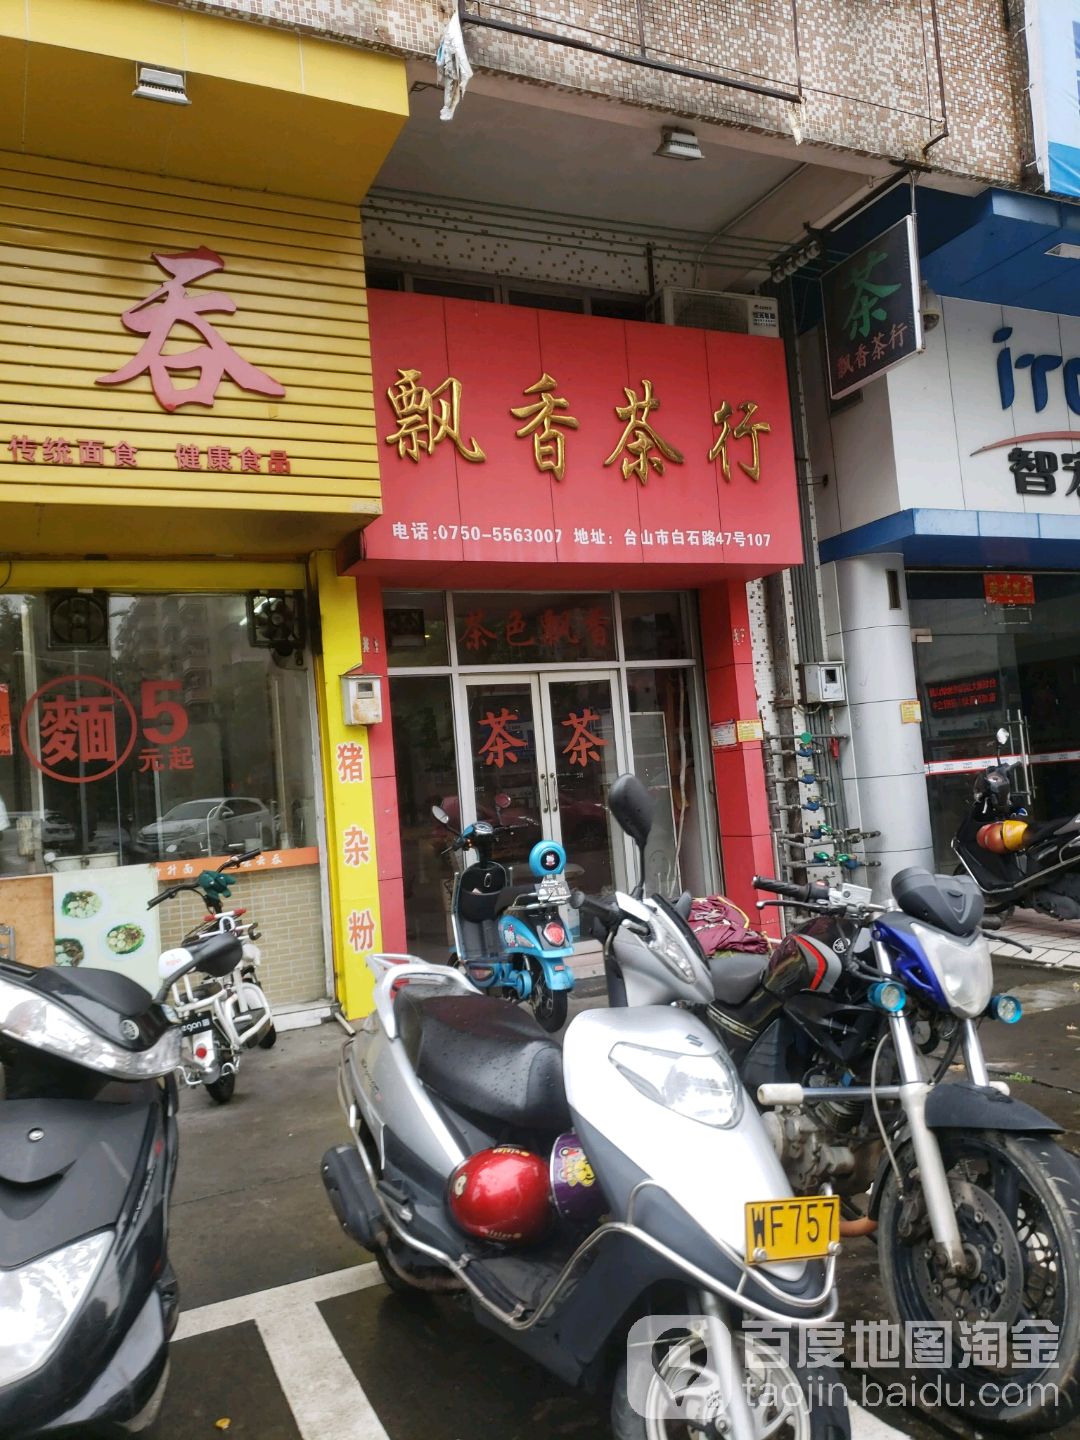 吞
传统面食 健康食品
飘香茶行
电话:0750-5563007 地址: 台山市白石路47号107
茶
飘香茶行
智
茶色飘香
茶 茶
麵 5
元起
猪杂粉
WF757
百度地图淘金
taojin.baidu.com